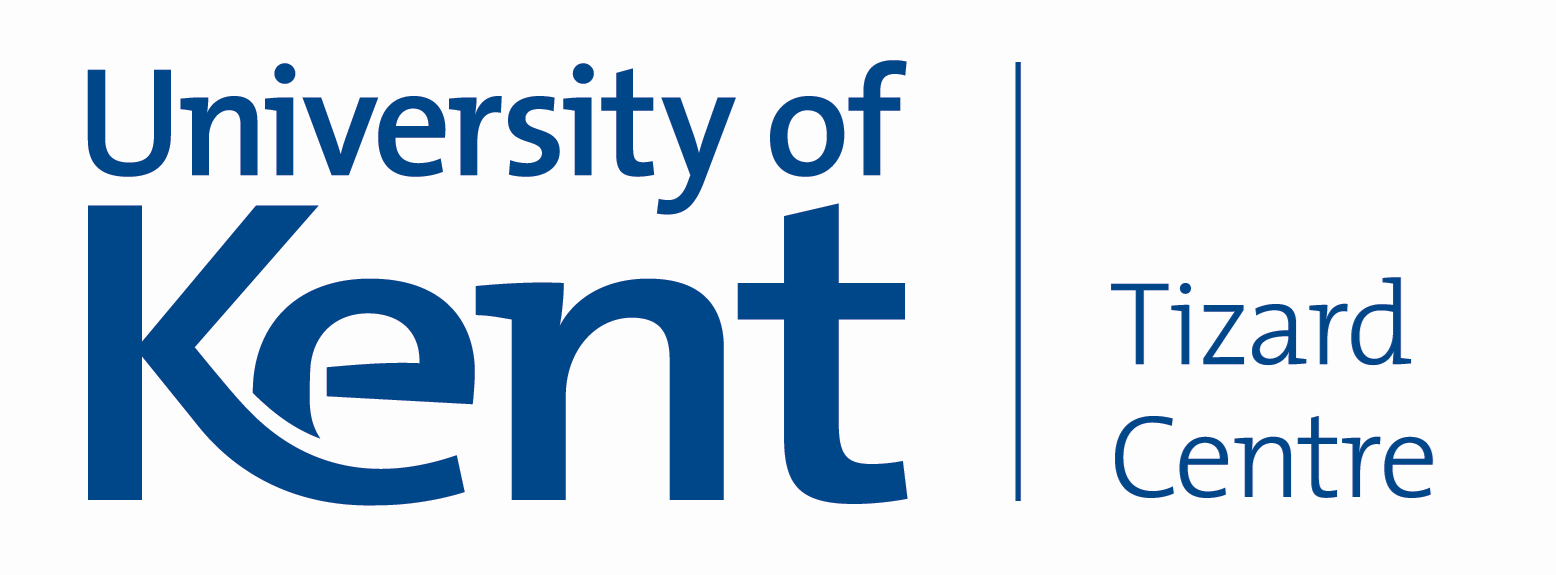 University of
Kent
Tizard
Centre